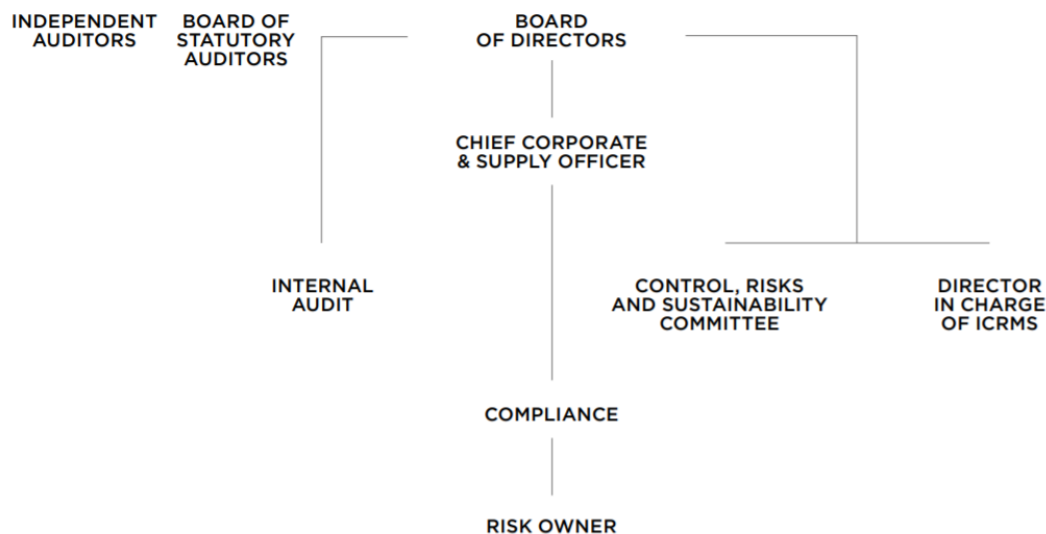 INDEPENDENT
AUDITORS
BOARD OF
STATUTORY
AUDITORS
BOARD
OF DIRECTORS
CHIEF CORPORATE
& SUPPLY OFFICER
INTERNAL
AUDIT
CONTROL, RISKS
AND SUSTAINABILITY
COMMITTEE
DIRECTOR
IN CHARGE
OF ICRMS
COMPLIANCE
RISK OWNER